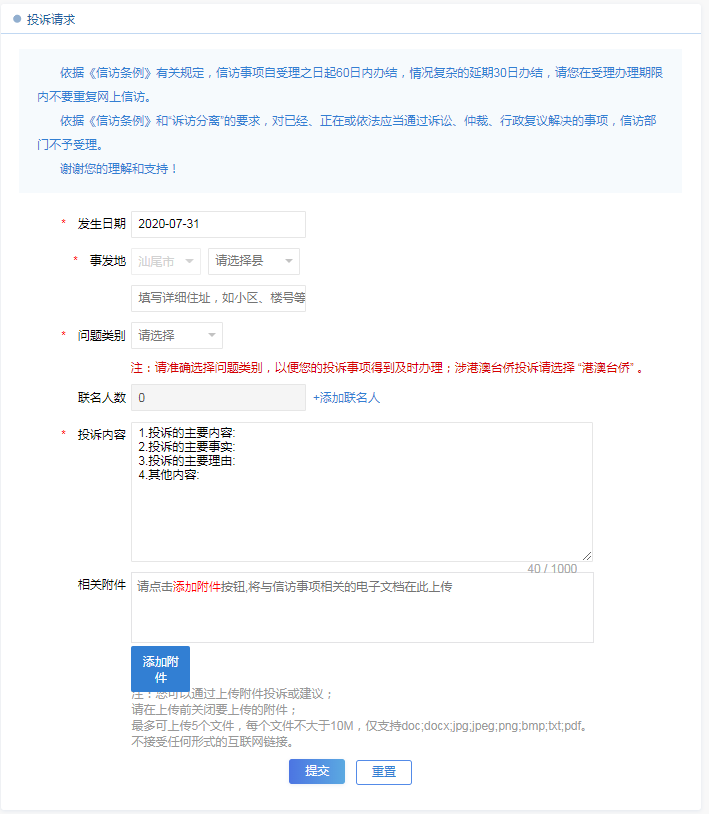 投诉请求
依据《信访条例》有关规定，信访事项自受理之日起60日内办结，情况复杂的延期30日办结，请您在受理办理期限
内不要重复网上信访。
依据《信访条例》和“诉访分离”的要求，对已经、正在或依法应当通过诉讼、仲裁、行政复议解决的事项，信访部
门不予受理。
谢谢您的理解和支持！
* 发生日期 2020-07-31
* 事发地 汕尾市 请选择县
填写详细住址，如小区、楼号等
* 问题类别 请选择
注：请准确选择问题类别，以便您的投诉事项得到及时办理；涉港澳台侨投诉请选择 “港澳台侨” 。
联名人数 0 +添加联名人
* 投诉内容 1.投诉的主要内容:
2.投诉的主要事实:
3.投诉的主要理由:
4.其他内容:
40 / 1000
相关附件 请点击添加附件按钮,将与信访事项相关的电子文档在此上传
添加附
件
注：您可以通过上传附件投诉或建议；
请在上传前关闭要上传的附件；
最多可上传5个文件，每个文件不大于10M，仅支持doc;docx;jpg;jpeg;png;bmp;txt;pdf。
不接受任何形式的互联网链接。
提交 重置